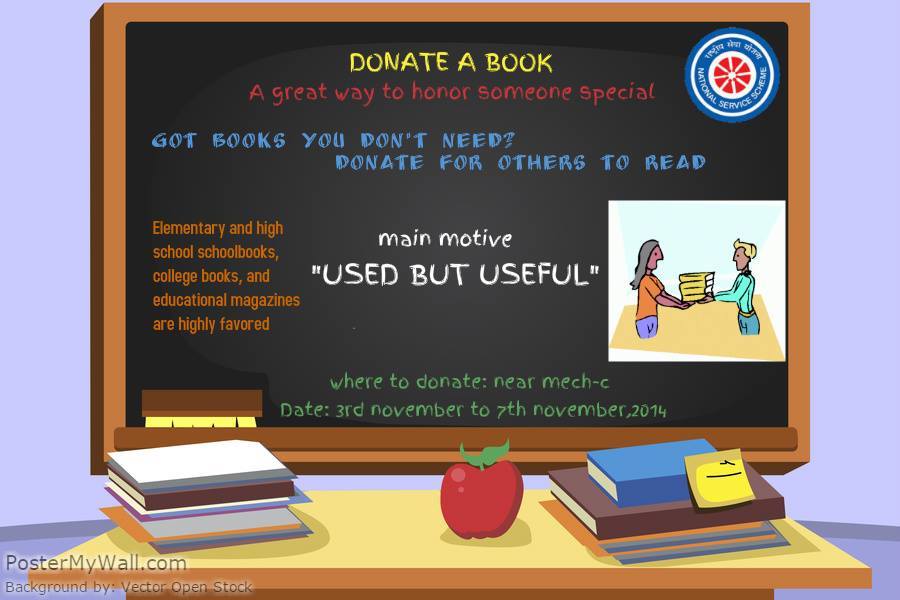 DONATE A BOOK
A great way to honor someone special
राष्ट्रीय सेवा योजना
NATIONAL SERVICE SCHEME
GOT BOOKS YOU DON'T NEED?
DONATE FOR OTHERS TO READ
Elementary and high
school schoolbooks,
college books, and
educational magazines
are highly favored
main motive
"USED BUT USEFUL"
where to donate: near mech-c
Date: 3rd november to 7th november,2014
PosterMyWall.com
Background by: Vector Open Stock